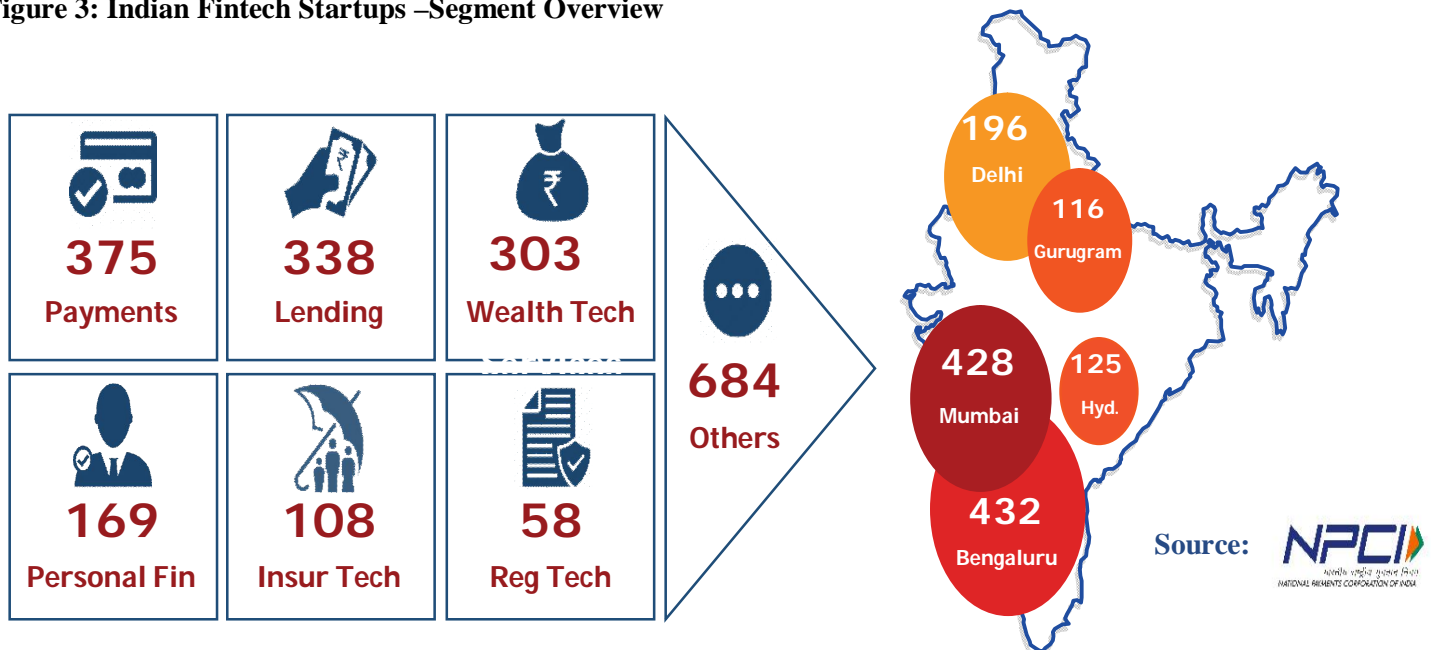 Figure 3: Indian Fintech Startups –Segment Overview
375
Payments
338
Lending
303
Wealth Tech
169
Personal Fin
108
Insur Tech
58
Reg Tech
684
Others
196
Delhi
116
Gurugram
428
Mumbai
125
Hyd.
432
Bengaluru
Source:
NPCI
NATIONAL PAYMENTS CORPORATION OF INDIA